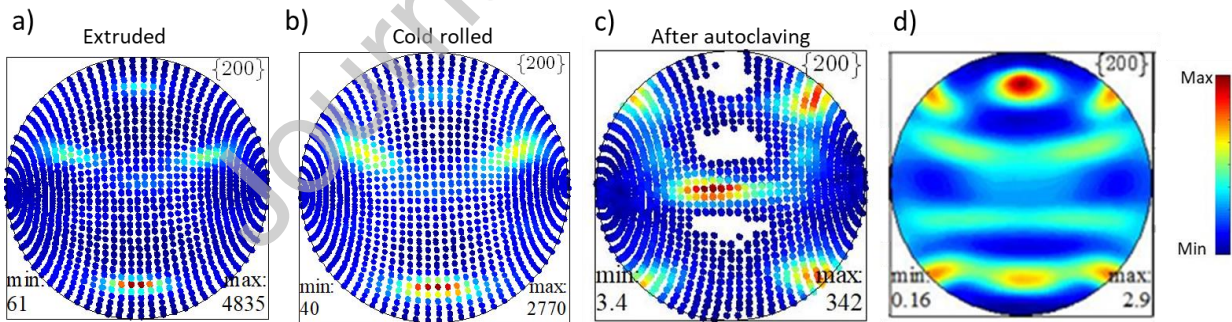 a)
Extruded
{200}
min:
61
max:
4835
b)
Cold rolled
{200}
min:
40
max:
2770
c)
After autoclaving
{200}
min:
3.4
max:
342
d)
{200}
min:
0.16
max:
2.9
Max
Min
Journ